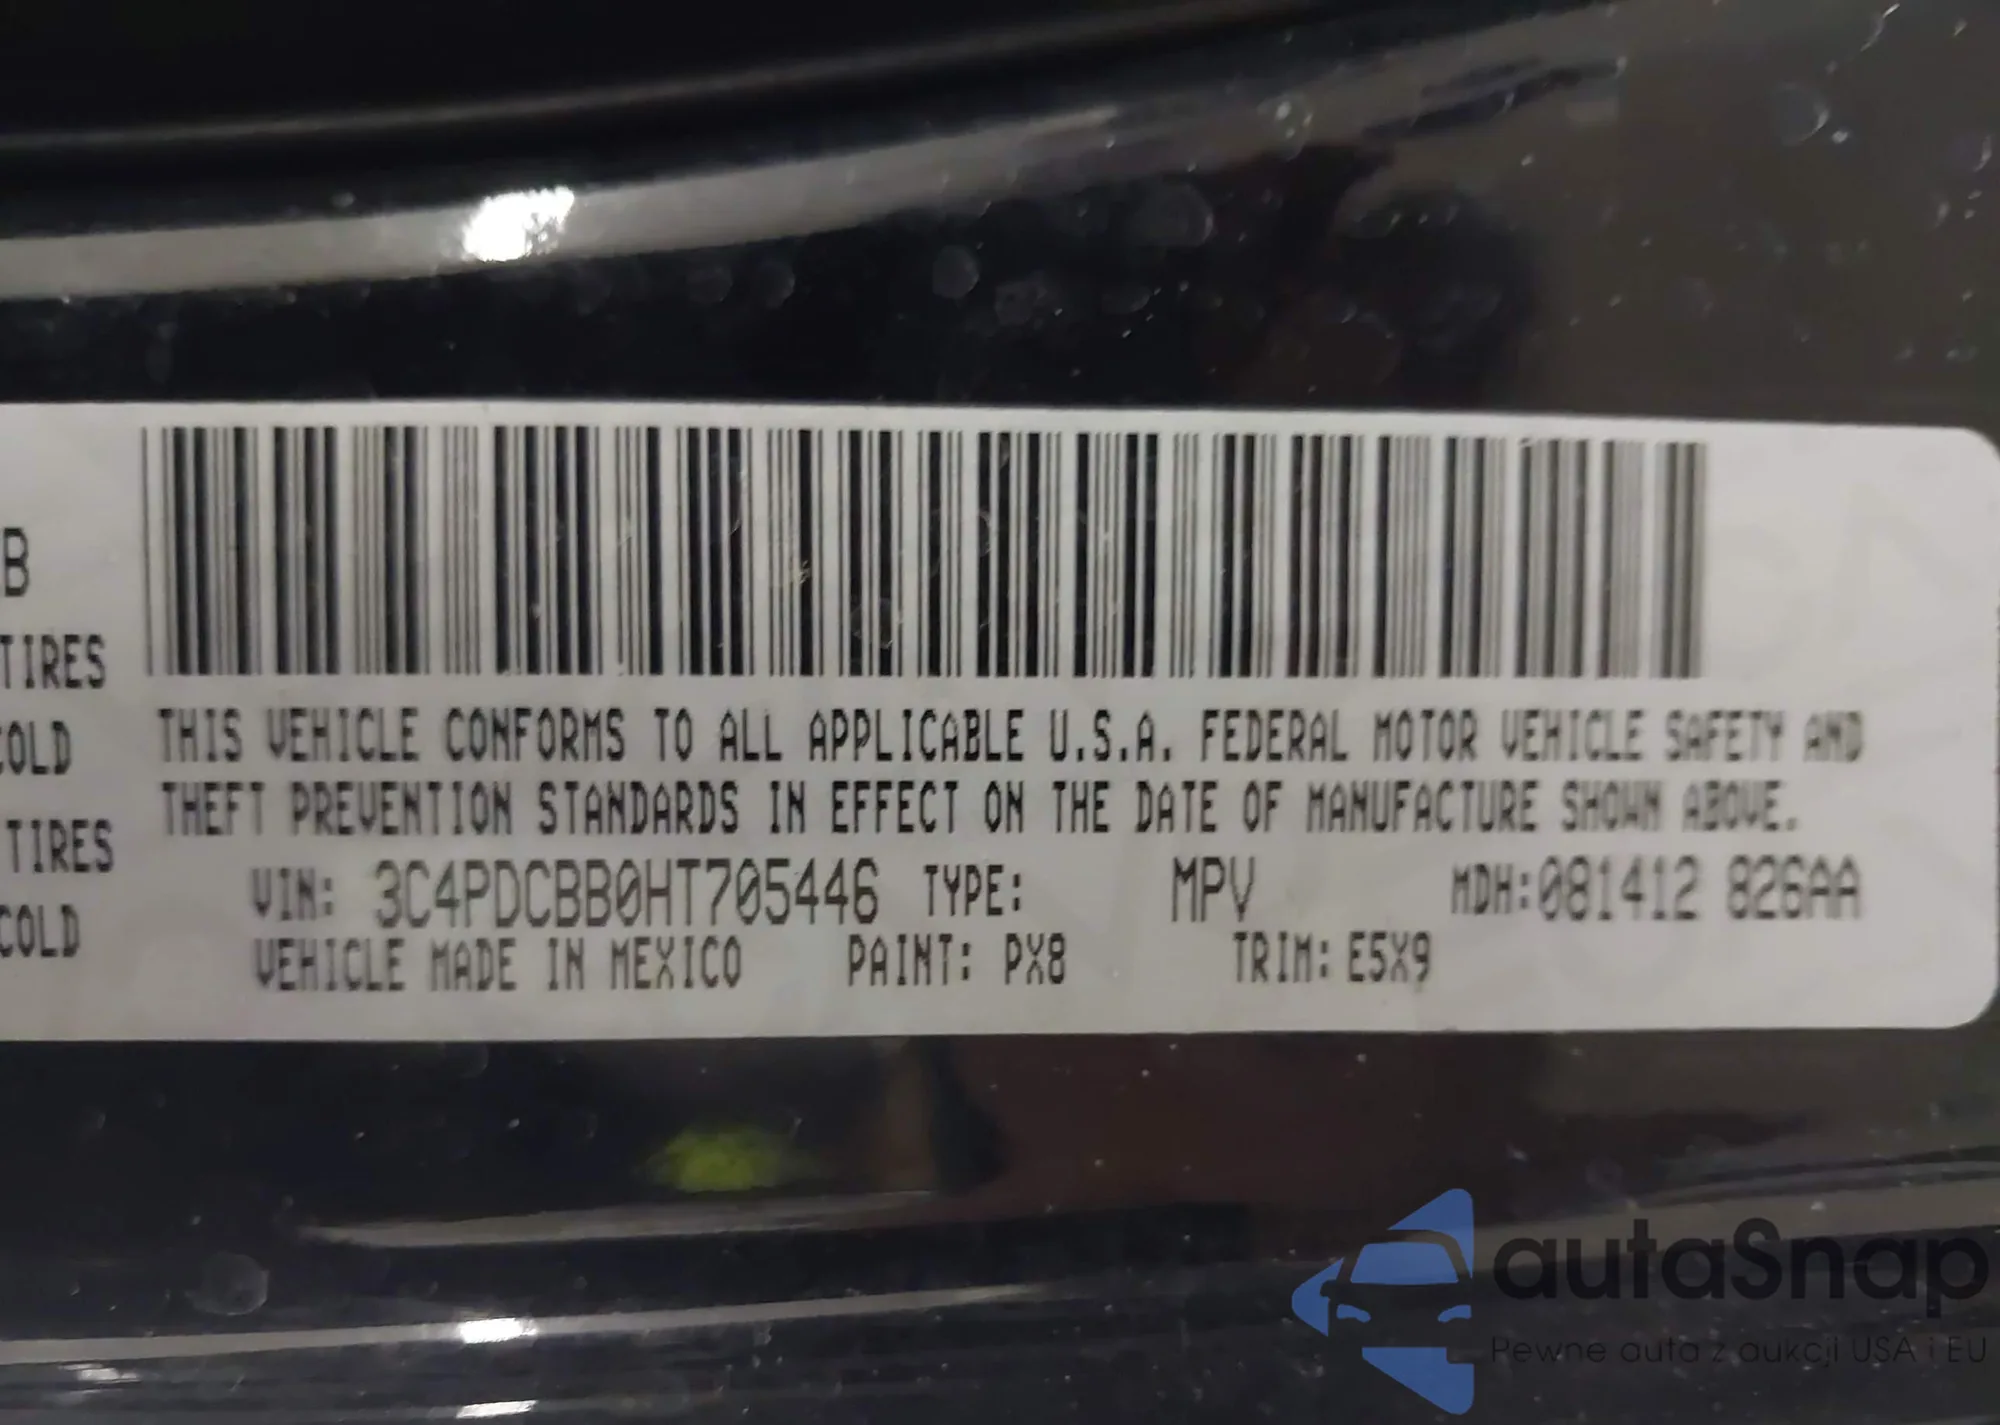 B
TIRES
COLD
TIRES
COLD
THIS VEHICLE CONFORMS TO ALL APPLICABLE U.S.A. FEDERAL MOTOR VEHICLE SAFETY AND
THEFT PREVENTION STANDARDS IN EFFECT ON THE DATE OF MANUFACTURE SHOWN ABOVE.
VIN: 3C4PDCBB0HT705446 TYPE: MPV MDH:081412 826AA
VEHICLE MADE IN MEXICO PAINT: PX8 TRIM: E5X9
autaSnap
Pewne auta z aukcji USA i EU